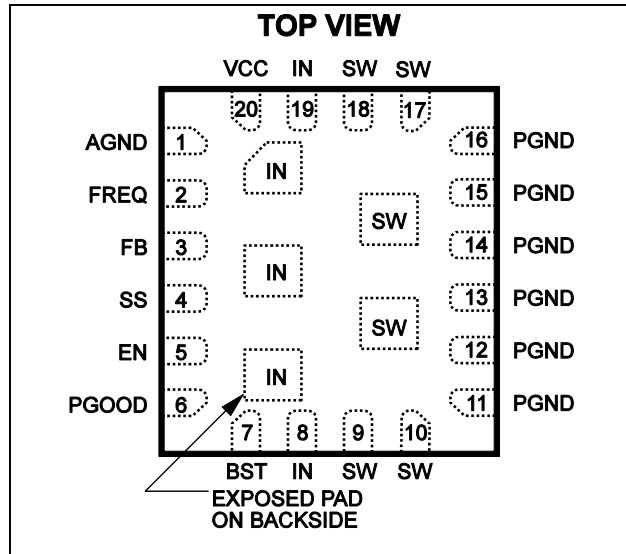 TOP VIEW
VCC IN SW SW
20 19 18 17
AGND 1 16 PGND
IN
FREQ 2 15 PGND
SW
FB 3 14 PGND
IN
SS 4 13 PGND
SW
EN 5 12 PGND
IN
PGOOD 6 11 PGND
7 8 9 10
BST IN SW SW
EXPOSED PAD
ON BACKSIDE